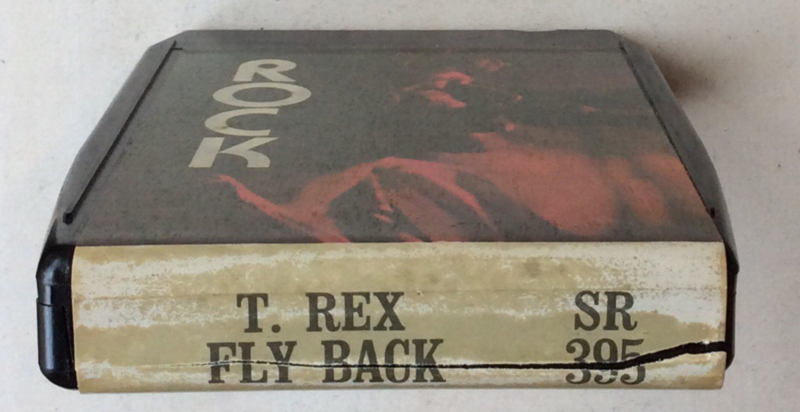 ROCK
T. REX SR
FLY BACK 395